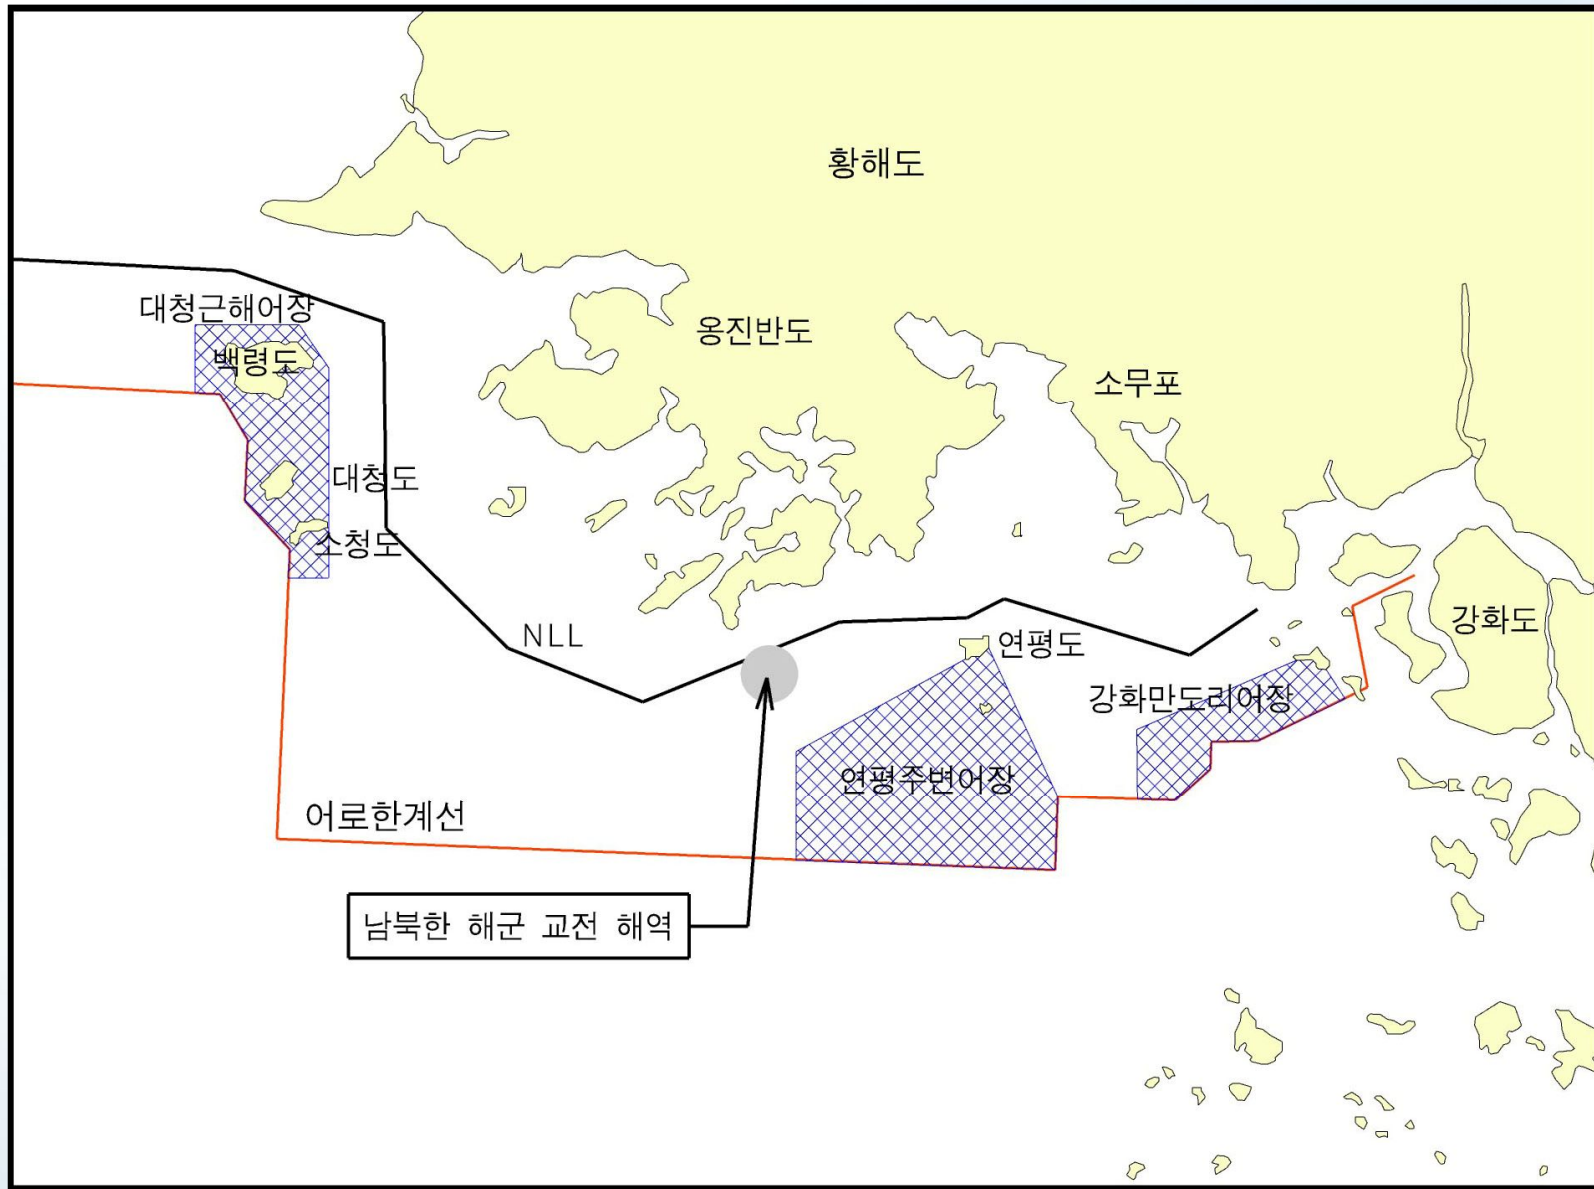 황해도
대청근해어장
옹진반도
백령도
소무포
대청도
소청도
강화도
NLL
연평도
강화만도리어장
연평주변어장
어로한계선
남북한 해군 교전 해역